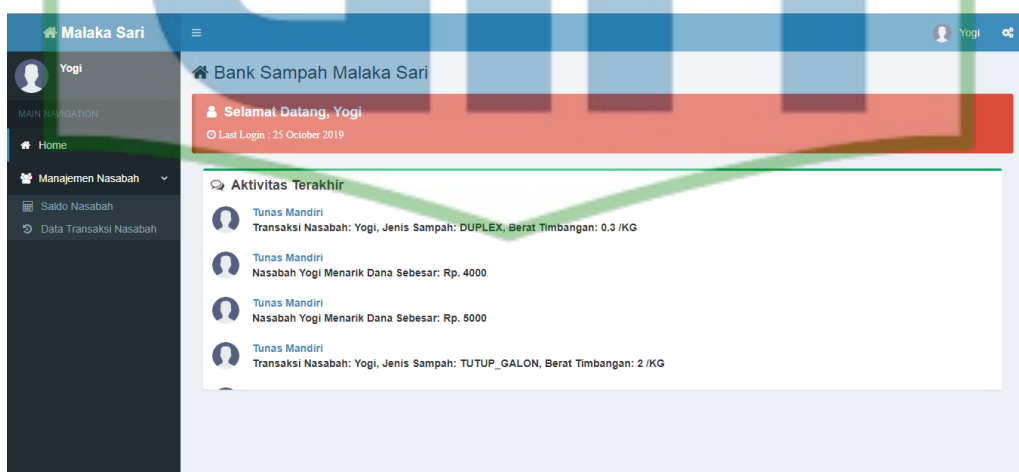 Malaka Sari
Yogi
Yogi
MAIN NAVIGATION
Home
Manajemen Nasabah
Saldo Nasabah
Data Transaksi Nasabah
Bank Sampah Malaka Sari
Selamat Datang, Yogi
Last Login : 25 October 2019
Aktivitas Terakhir
Tunas Mandiri
Transaksi Nasabah: Yogi, Jenis Sampah: DUPLEX, Berat Timbangan: 0.3 /KG
Tunas Mandiri
Nasabah Yogi Menarik Dana Sebesar: Rp. 4000
Tunas Mandiri
Nasabah Yogi Menarik Dana Sebesar: Rp. 5000
Tunas Mandiri
Transaksi Nasabah: Yogi, Jenis Sampah: TUTUP_GALON, Berat Timbangan: 2 /KG